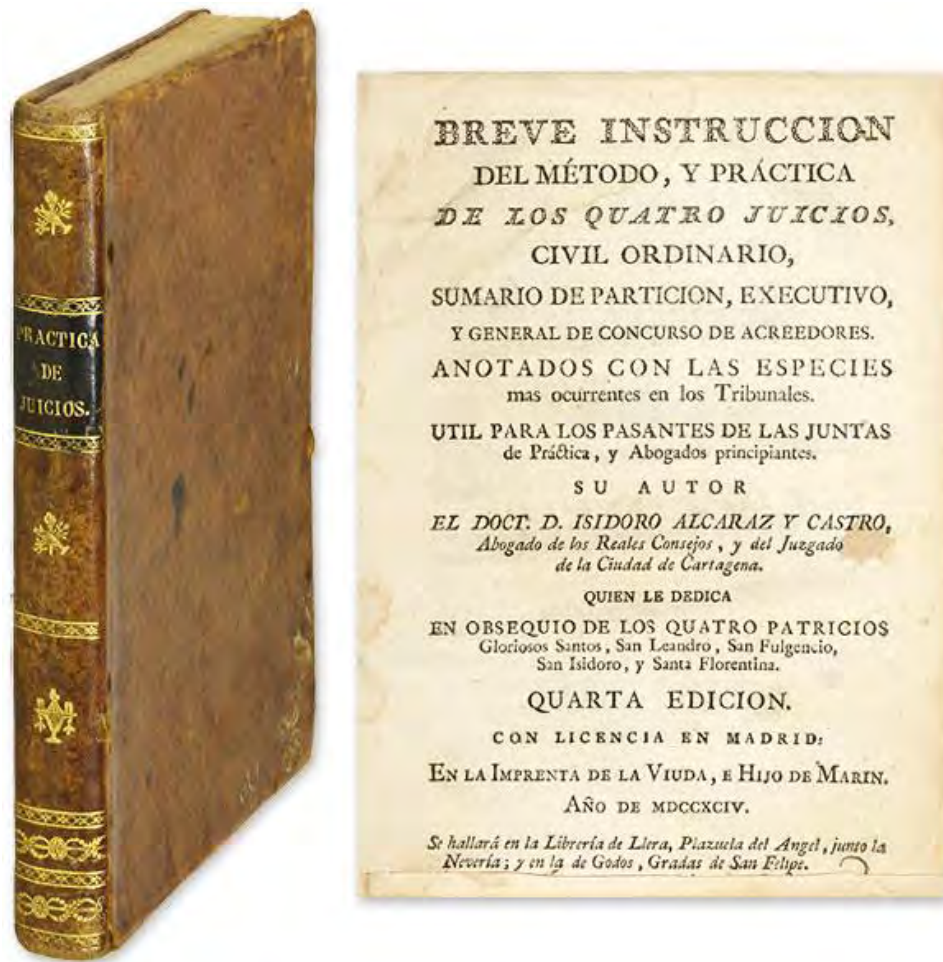 PRACTICA
DE
JUICIOS.
BREVE INSTRUCCION
DEL MÉTODO, Y PRÁCTICA
DE LOS QUATRO JUICIOS,
CIVIL ORDINARIO,
SUMARIO DE PARTICION, EXECUTIVO,
Y GENERAL DE CONCURSO DE ACREEDORES.
ANOTADOS CON LAS ESPECIES
mas ocurrentes en los Tribunales.
UTIL PARA LOS PASANTES DE LAS JUNTAS
de Práctica, y Abogados principiantes.
SU AUTOR
EL DOCT. D. ISIDORO ALCARAZ Y CASTRO,
Abogado de los Reales Consejos, y del Juzgado
de la Ciudad de Cartagena.
QUIEN LE DEDICA
EN OBSEQUIO DE LOS QUATRO PATRICIOS
Gloriosos Santos, San Leandro, San Fulgencio,
San Isidoro, y Santa Florentina.
QUARTA EDICION.
CON LICENCIA EN MADRID:
EN LA IMPRENTA DE LA VIUDA, E HIJO DE MARIN.
AÑO DE MDCCXCIV.
Se hallará en la Librería de Llera, Plazuela del Angel, junto la
Nevería; y en la de Godos, Gradas de San Felipe.